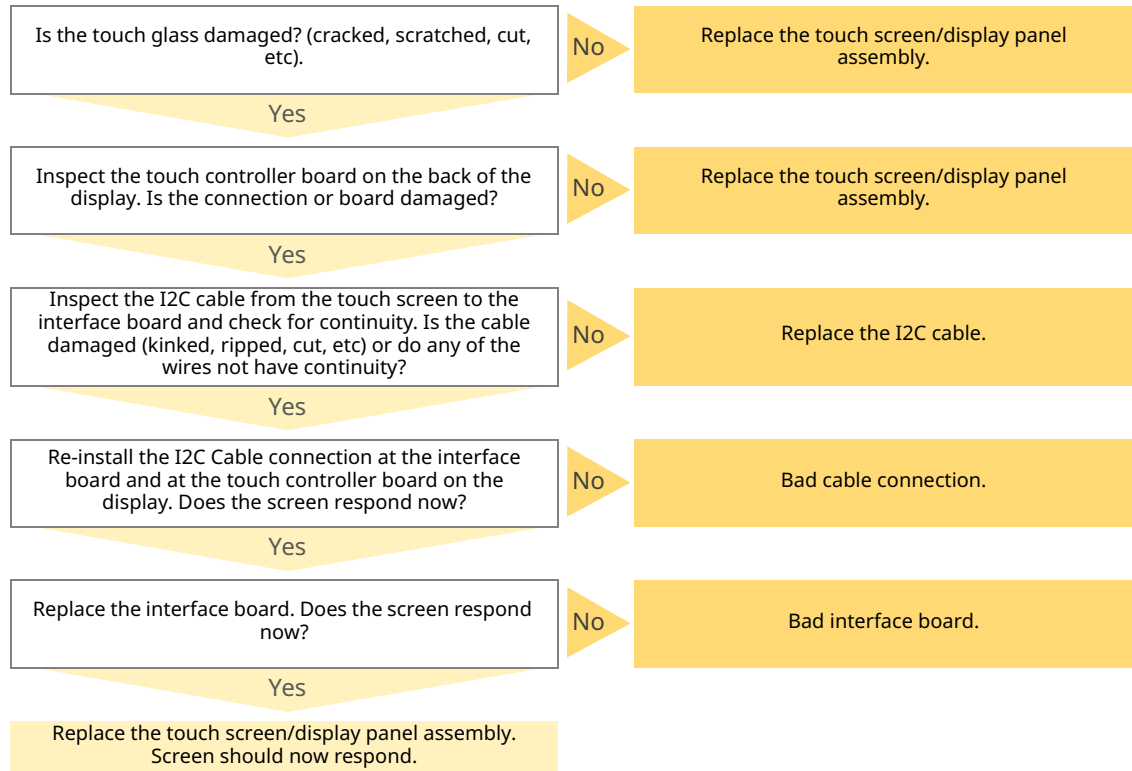 Is the touch glass damaged? (cracked, scratched, cut,
etc).
No
Replace the touch screen/display panel
assembly.
Yes
Inspect the touch controller board on the back of the
display. Is the connection or board damaged?
No
Replace the touch screen/display panel
assembly.
Yes
Inspect the I2C cable from the touch screen to the
interface board and check for continuity. Is the cable
damaged (kinked, ripped, cut, etc) or do any of the
wires not have continuity?
No
Replace the I2C cable.
Yes
Re-install the I2C Cable connection at the interface
board and at the touch controller board on the
display. Does the screen respond now?
No
Bad cable connection.
Yes
Replace the interface board. Does the screen respond
now?
No
Bad interface board.
Yes
Replace the touch screen/display panel assembly.
Screen should now respond.